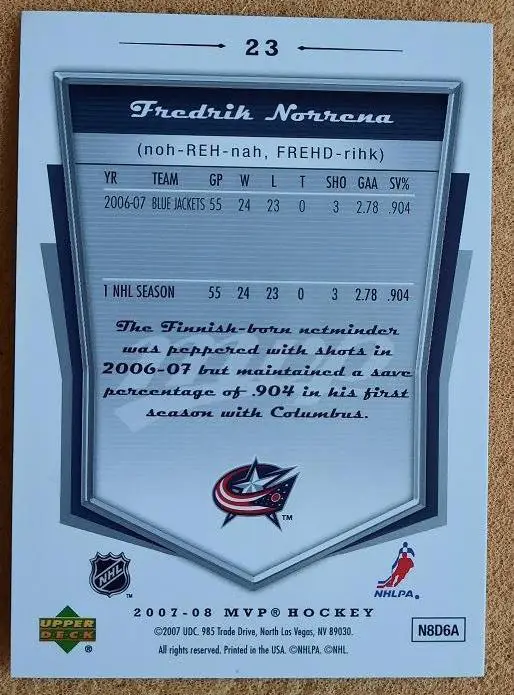 23
Fredrik Norrena
(noh-REH-nah, FREHD-rihk)
YR TEAM GP W L T SHO GAA SV%
2006-07 BLUE JACKETS 55 24 23 0 3 2.78 .904
1 NHL SEASON 55 24 23 0 3 2.78 .904
The Finnish-born netminder
was peppered with shots in
2006-07 but maintained a save
percentage of .904 in his first
season with Columbus.
TM
NHL
TM
NHLPA.
2007-08 MVP® HOCKEY
UPPER
DECK
®
©2007 UDC. 985 Trade Drive, North Las Vegas, NV 89030.
All rights reserved. Printed in the USA. ©NHLPA. ©NHL.
N8D6A